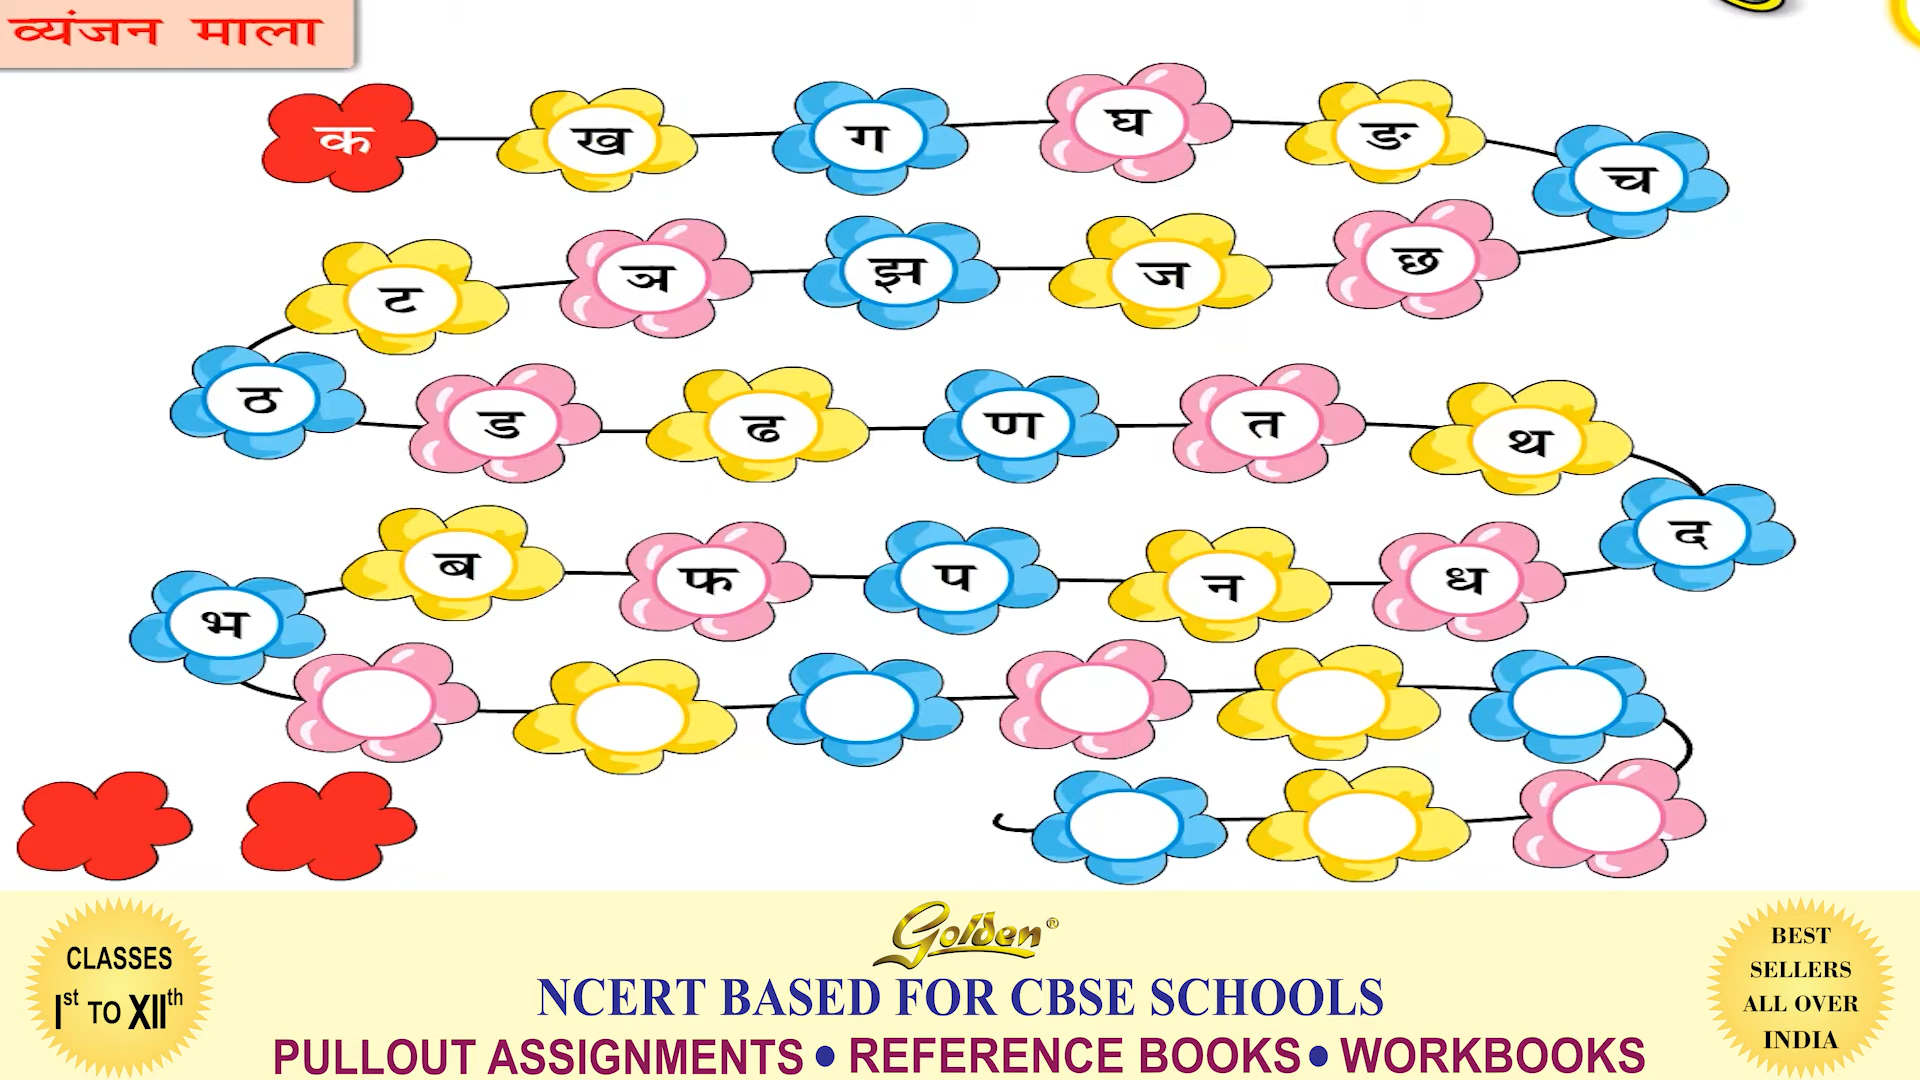 व्यंजन माला
क ख ग घ ङ च
ट ञ झ ज छ
ठ ड ढ ण त थ
द
ब फ प न ध
भ
CLASSES
Ist TO XIIth
Golden®
NCERT BASED FOR CBSE SCHOOLS
PULLOUT ASSIGNMENTS • REFERENCE BOOKS • WORKBOOKS
BEST
SELLERS
ALL OVER
INDIA